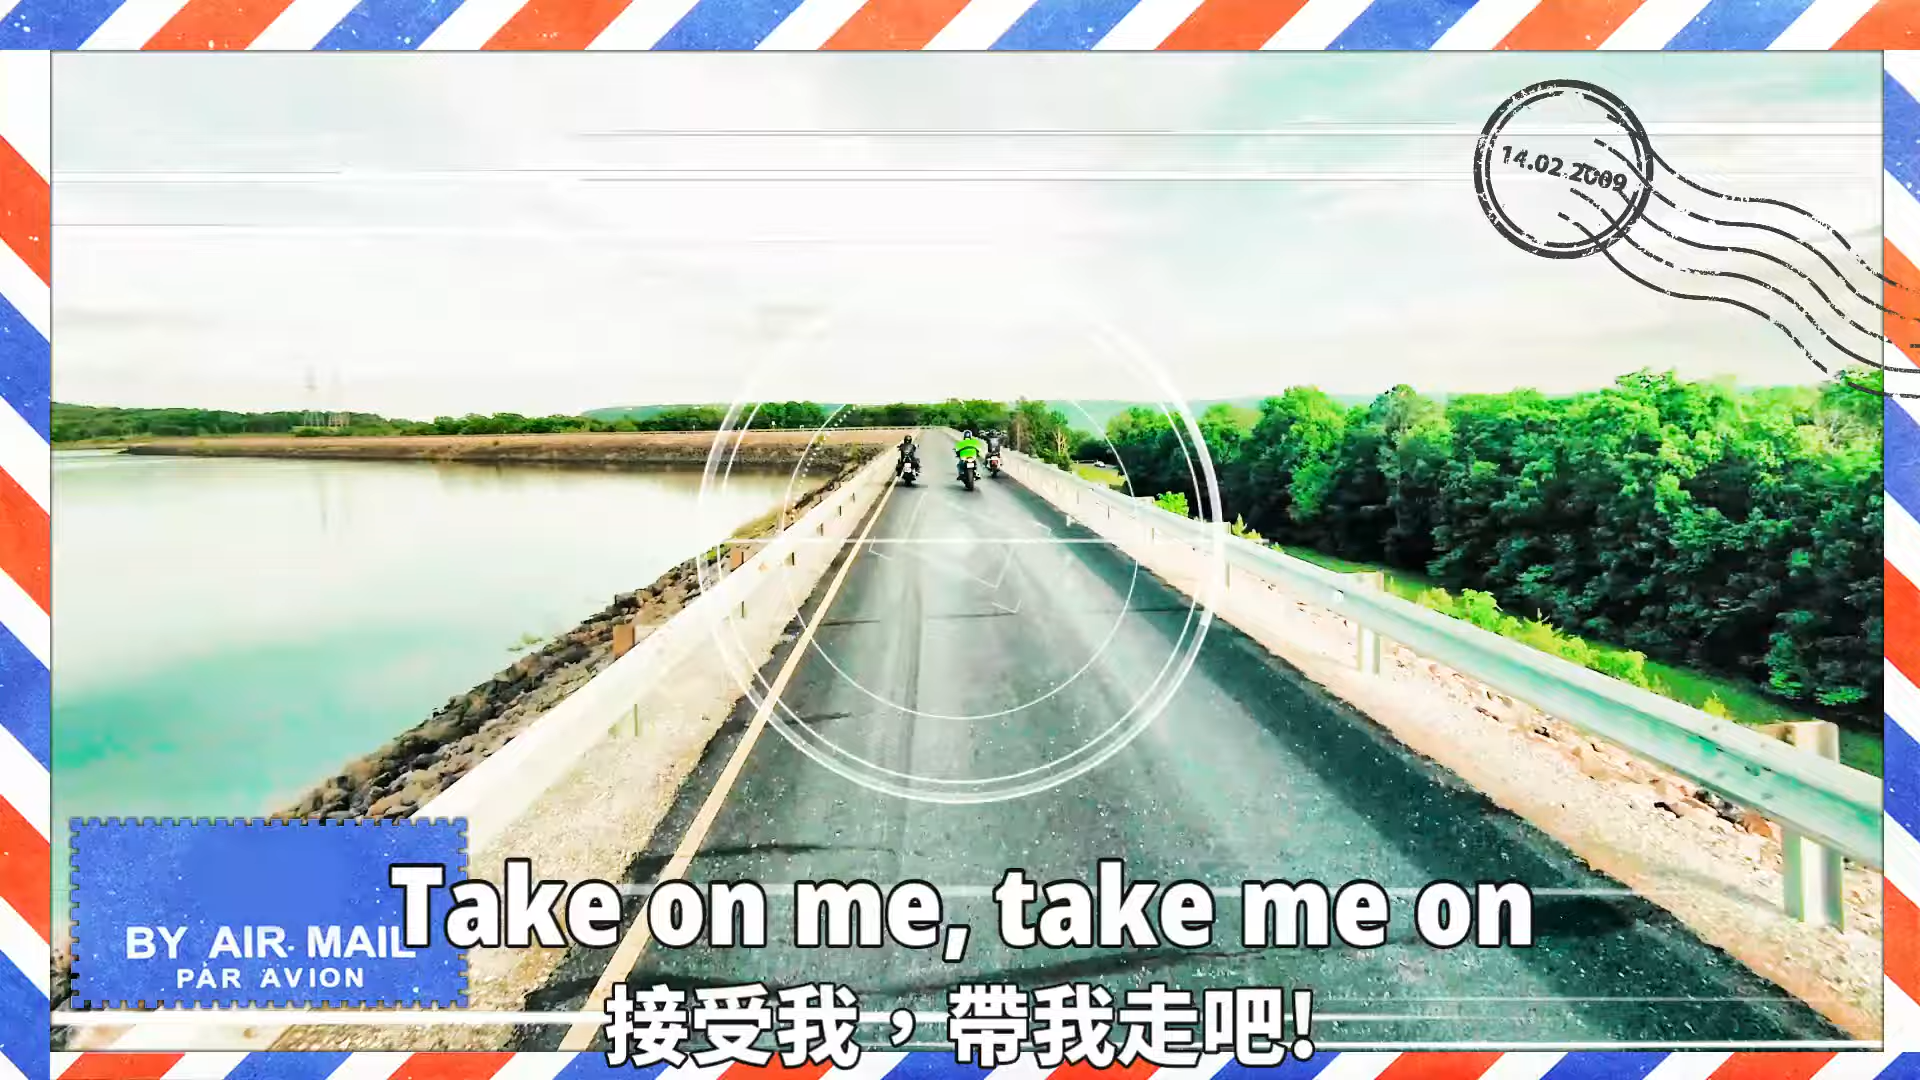 14.02.2009
BY AIR MAIL
PAR AVION
Take on me, take me on
接受我，帶我走吧!